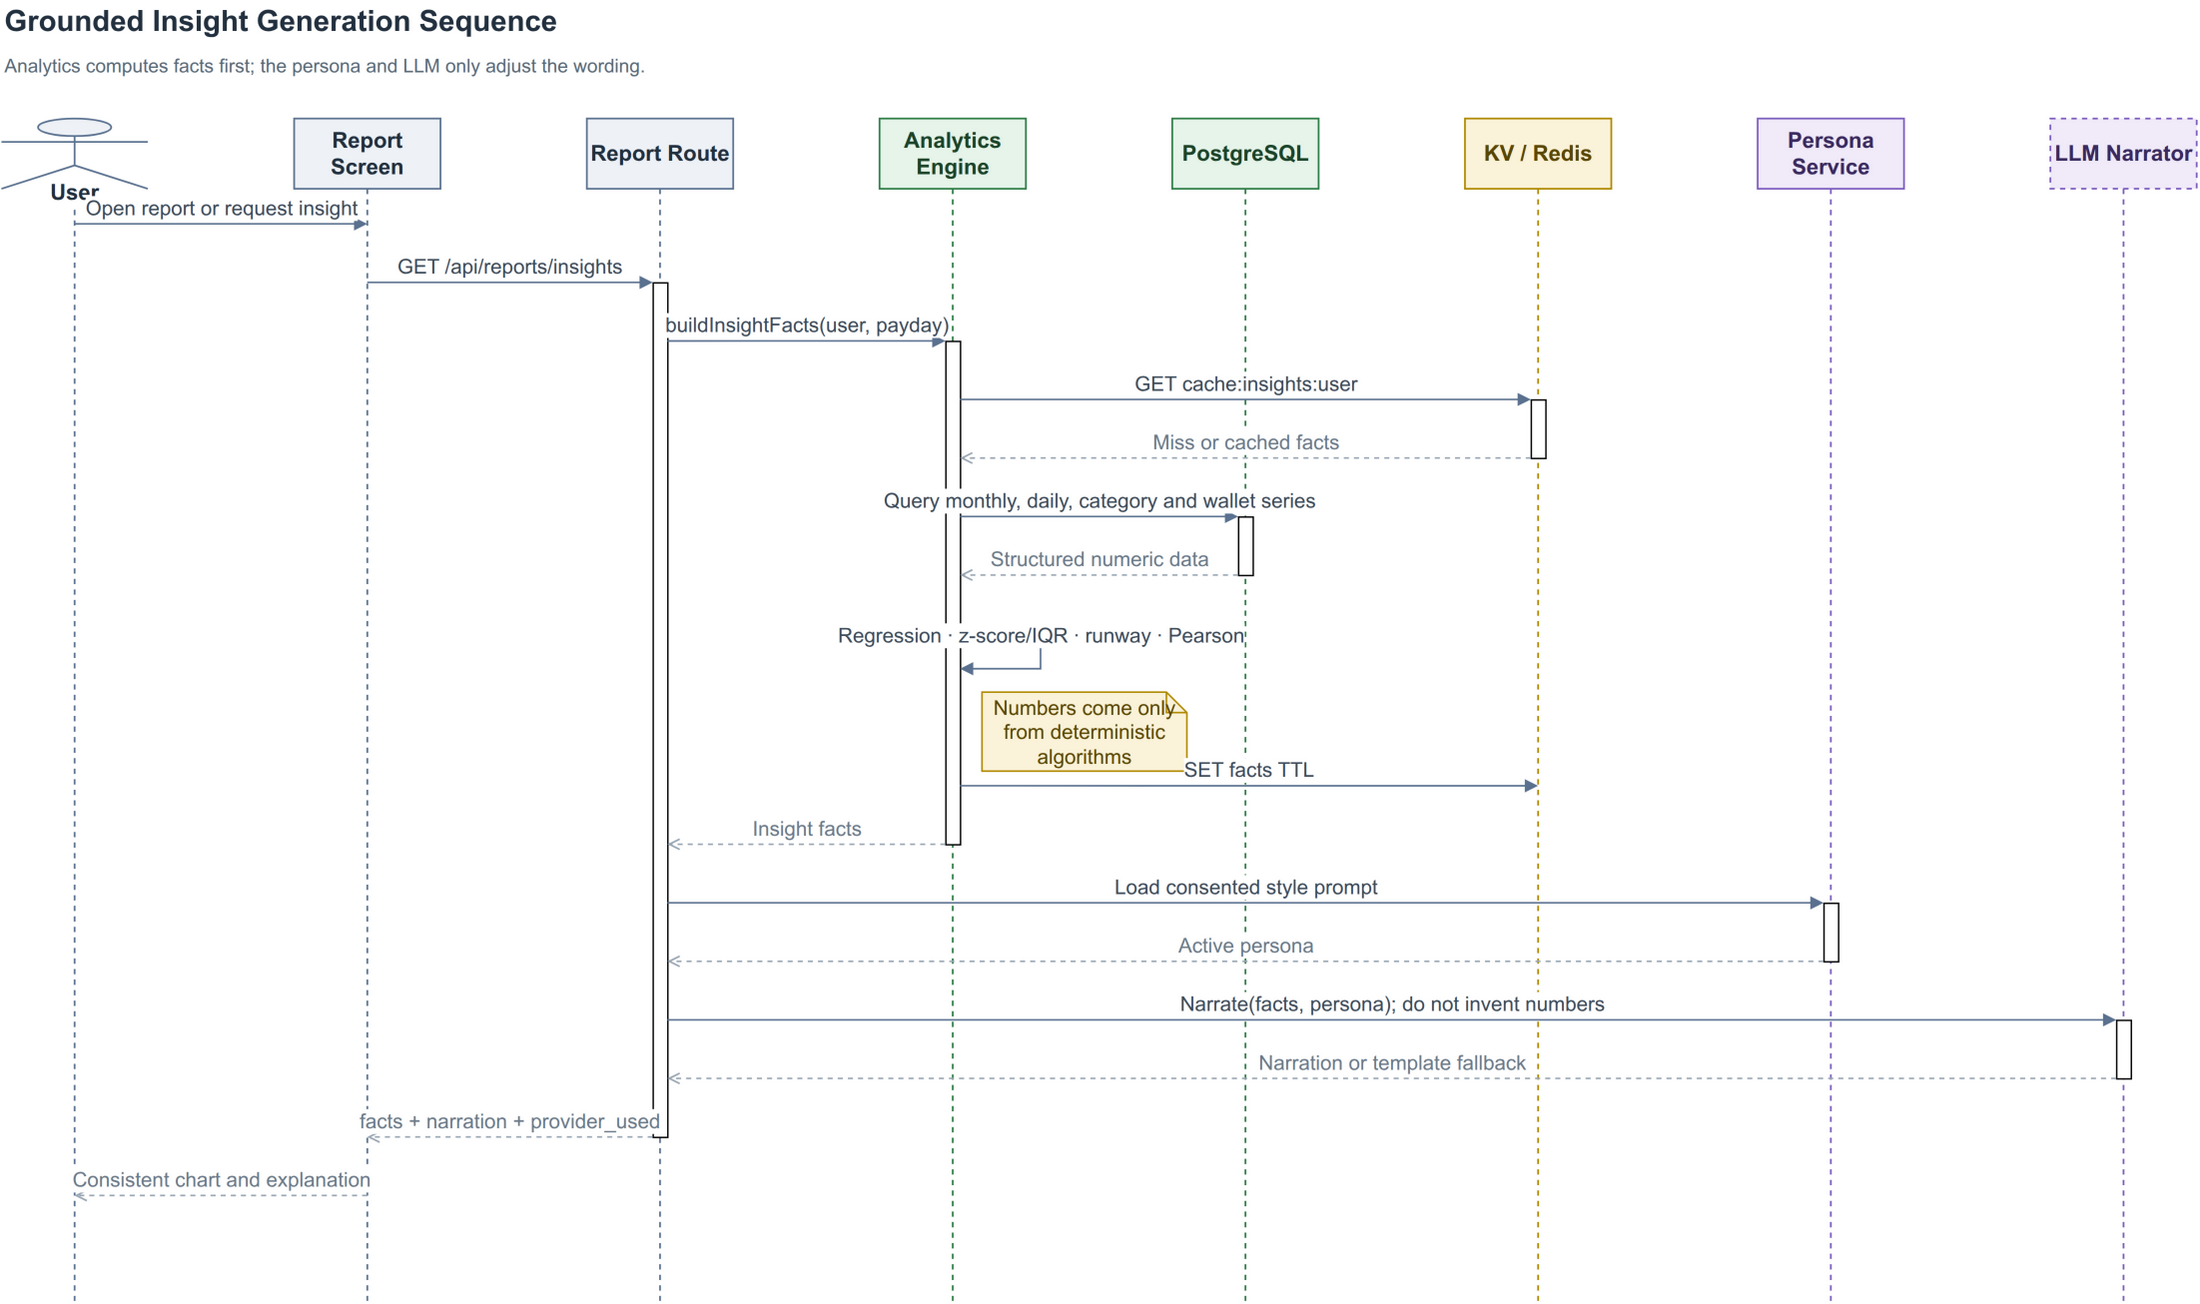 Grounded Insight Generation Sequence
Analytics computes facts first; the persona and LLM only adjust the wording.
User
Report
Screen
Report Route
Analytics
Engine
PostgreSQL
KV / Redis
Persona
Service
LLM Narrator
Open report or request insight
GET /api/reports/insights
buildInsightFacts(user, payday)
GET cache:insights:user
Miss or cached facts
Query monthly, daily, category and wallet series
Structured numeric data
Regression · z-score/IQR · runway · Pearson
Numbers come only
from deterministic
algorithms
SET facts TTL
Insight facts
Load consented style prompt
Active persona
Narrate(facts, persona); do not invent numbers
Narration or template fallback
facts + narration + provider_used
Consistent chart and explanation